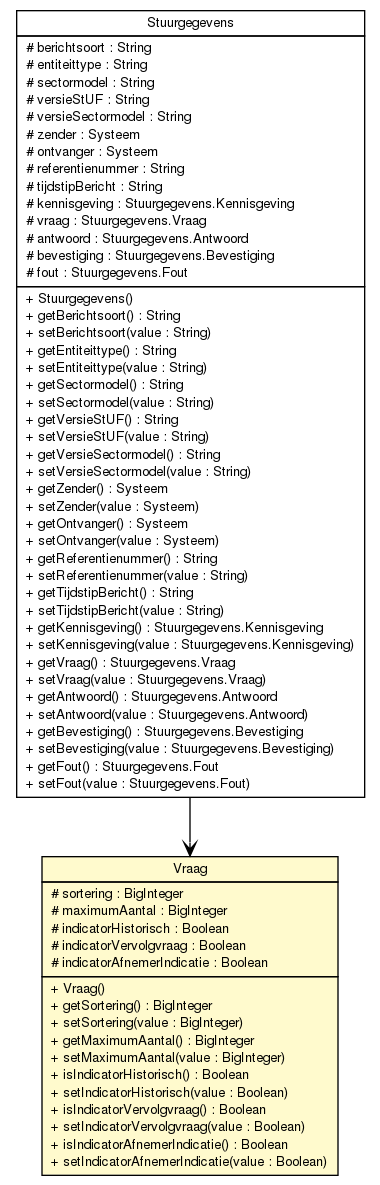 Stuurgegevens
# berichtsoort : String
# entiteittype : String
# sectormodel : String
# versieStUF : String
# versieSectormodel : String
# zender : Systeem
# ontvanger : Systeem
# referentienummer : String
# tijdstipBericht : String
# kennisgeving : Stuurgegevens.Kennisgeving
# vraag : Stuurgegevens.Vraag
# antwoord : Stuurgegevens.Antwoord
# bevestiging : Stuurgegevens.Bevestiging
# fout : Stuurgegevens.Fout
+ Stuurgegevens()
+ getBerichtsoort() : String
+ setBerichtsoort(value : String)
+ getEntiteittype() : String
+ setEntiteittype(value : String)
+ getSectormodel() : String
+ setSectormodel(value : String)
+ getVersieStUF() : String
+ setVersieStUF(value : String)
+ getVersieSectormodel() : String
+ setVersieSectormodel(value : String)
+ getZender() : Systeem
+ setZender(value : Systeem)
+ getOntvanger() : Systeem
+ setOntvanger(value : Systeem)
+ getReferentienummer() : String
+ setReferentienummer(value : String)
+ getTijdstipBericht() : String
+ setTijdstipBericht(value : String)
+ getKennisgeving() : Stuurgegevens.Kennisgeving
+ setKennisgeving(value : Stuurgegevens.Kennisgeving)
+ getVraag() : Stuurgegevens.Vraag
+ setVraag(value : Stuurgegevens.Vraag)
+ getAntwoord() : Stuurgegevens.Antwoord
+ setAntwoord(value : Stuurgegevens.Antwoord)
+ getBevestiging() : Stuurgegevens.Bevestiging
+ setBevestiging(value : Stuurgegevens.Bevestiging)
+ getFout() : Stuurgegevens.Fout
+ setFout(value : Stuurgegevens.Fout)
Vraag
# sortering : BigInteger
# maximumAantal : BigInteger
# indicatorHistorisch : Boolean
# indicatorVervolgvraag : Boolean
# indicatorAfnemerIndicatie : Boolean
+ Vraag()
+ getSortering() : BigInteger
+ setSortering(value : BigInteger)
+ getMaximumAantal() : BigInteger
+ setMaximumAantal(value : BigInteger)
+ isIndicatorHistorisch() : Boolean
+ setIndicatorHistorisch(value : Boolean)
+ isIndicatorVervolgvraag() : Boolean
+ setIndicatorVervolgvraag(value : Boolean)
+ isIndicatorAfnemerIndicatie() : Boolean
+ setIndicatorAfnemerIndicatie(value : Boolean)